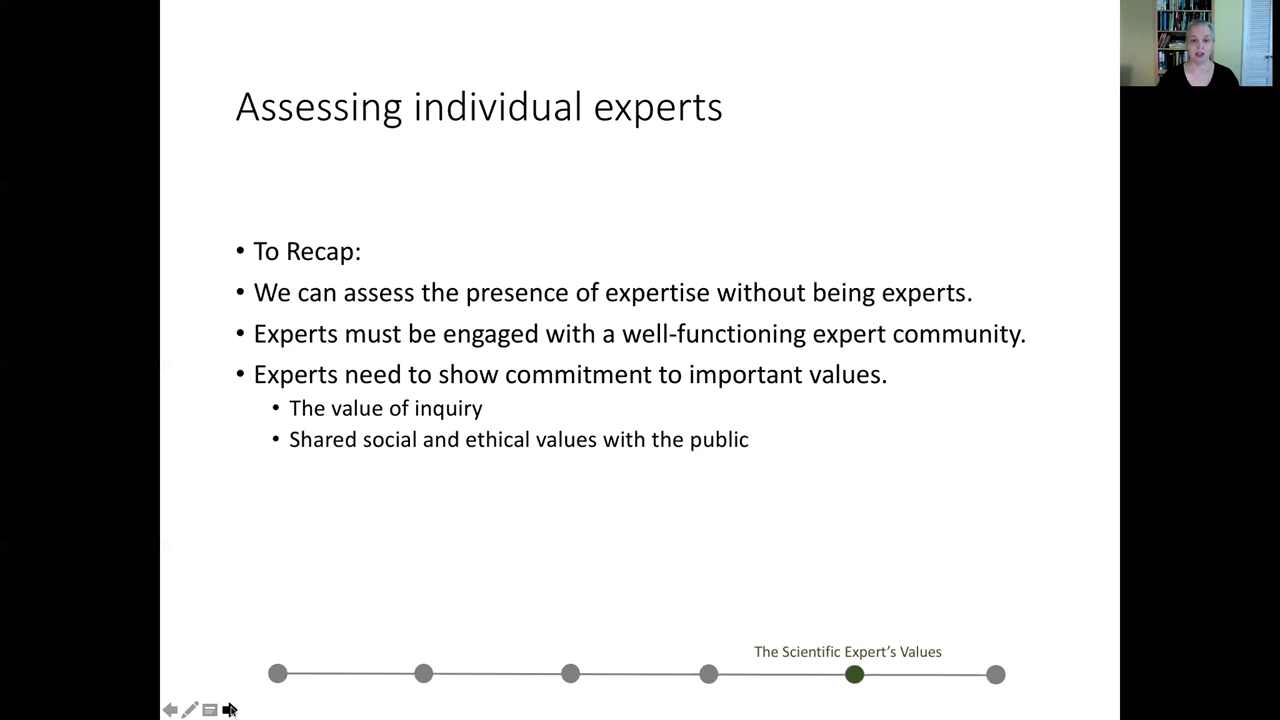 Assessing individual experts
• To Recap:
• We can assess the presence of expertise without being experts.
• Experts must be engaged with a well-functioning expert community.
• Experts need to show commitment to important values.
• The value of inquiry
• Shared social and ethical values with the public
The Scientific Expert’s Values